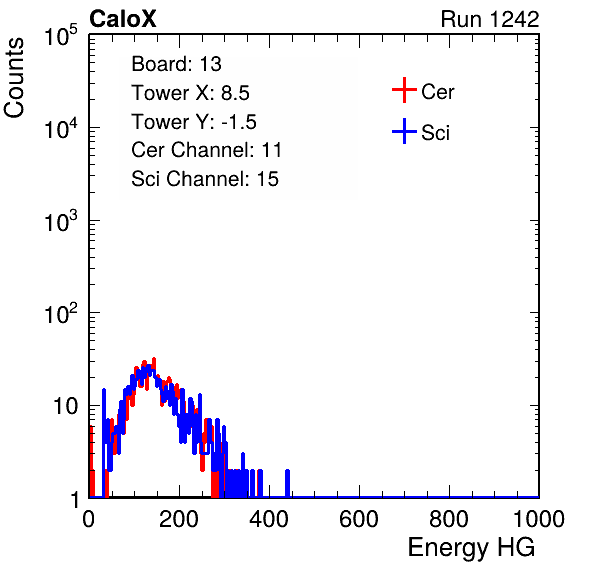 CaloX Run 1242
Counts
10^5
10^4
10^3
10^2
10
1
Board: 13
Tower X: 8.5
Tower Y: -1.5
Cer Channel: 11
Sci Channel: 15
Cer
Sci
0 200 400 600 800 1000
Energy HG